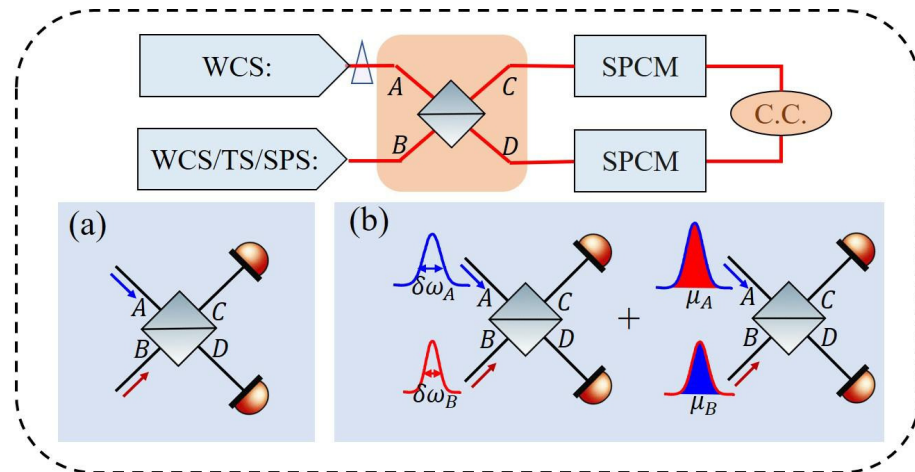 WCS:
A
C
SPCM
C.C.
WCS/TS/SPS:
B
D
SPCM
(a)
A
C
B
D
(b)
δω_A
A
C
B
D
δω_B
+
μ_A
A
C
B
D
μ_B